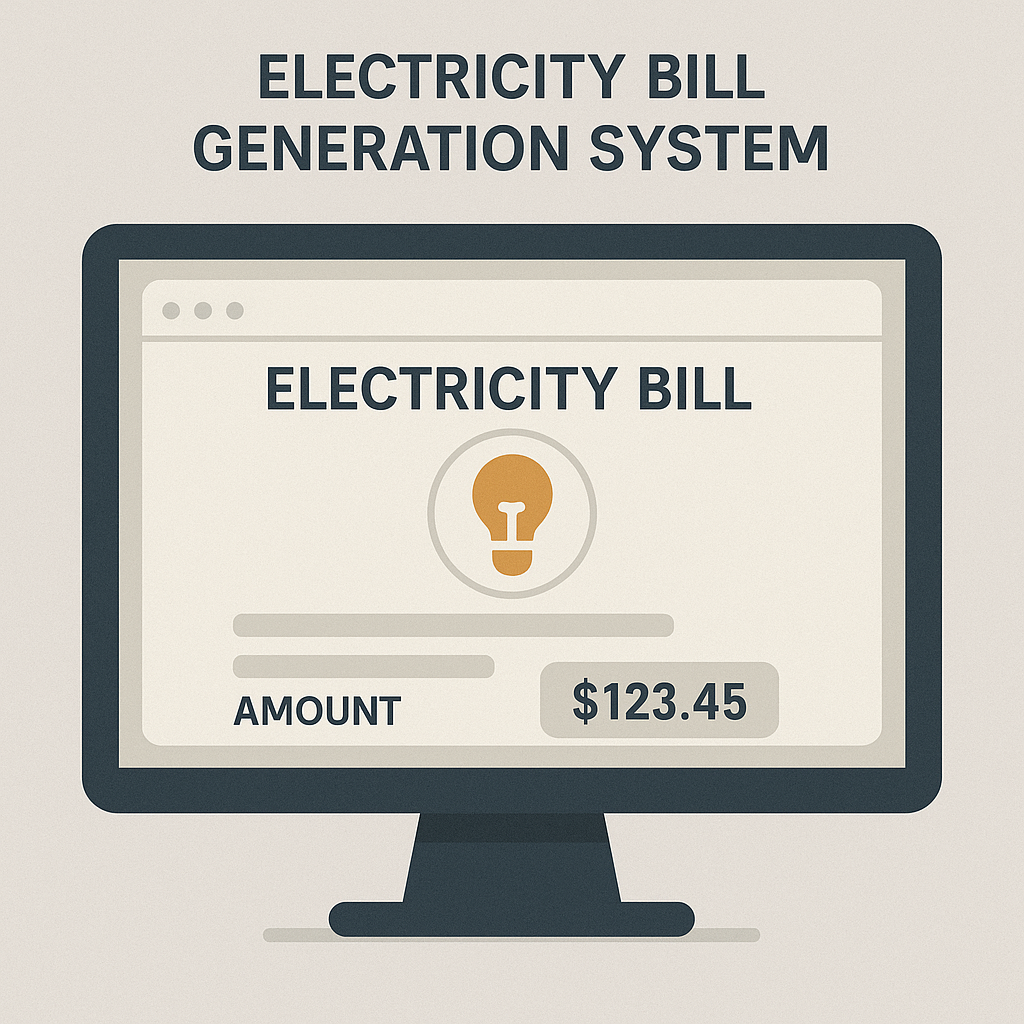 ELECTRICITY BILL
GENERATION SYSTEM
ELECTRICITY BILL
AMOUNT
$123.45